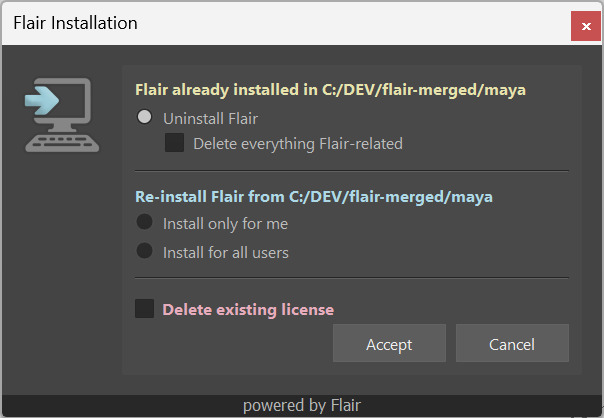 Flair Installation
Flair already installed in C:/DEV/flair-merged/maya
Uninstall Flair
Delete everything Flair-related
Re-install Flair from C:/DEV/flair-merged/maya
Install only for me
Install for all users
Delete existing license
Accept Cancel
powered by Flair